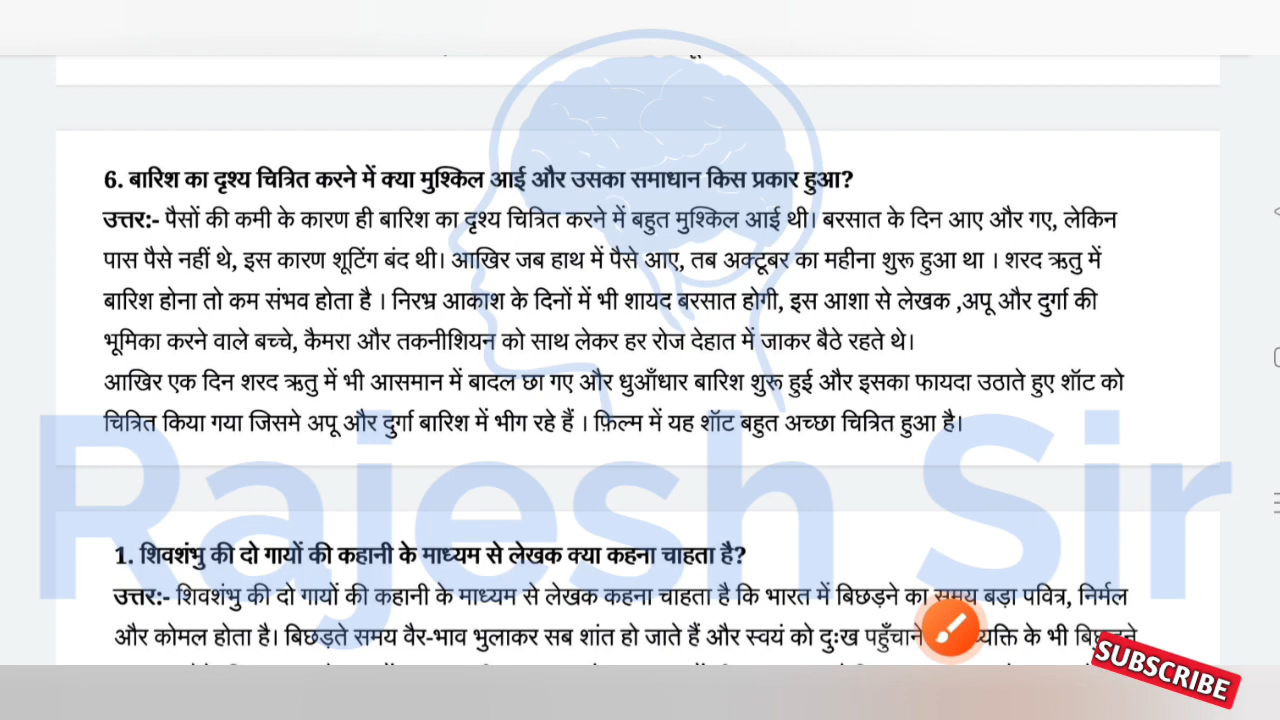 6. बारिश का दृश्य चित्रित करने में क्या मुश्किल आई और उसका समाधान किस प्रकार हुआ?
उत्तर:- पैसों की कमी के कारण ही बारिश का दृश्य चित्रित करने में बहुत मुश्किल आई थी। बरसात के दिन आए और गए, लेकिन
पास पैसे नहीं थे, इस कारण शूटिंग बंद थी। आखिर जब हाथ में पैसे आए, तब अक्टूबर का महीना शुरू हुआ था । शरद ऋतु में
बारिश होना तो कम संभव होता है । निरभ्र आकाश के दिनों में भी शायद बरसात होगी, इस आशा से लेखक ,अपू और दुर्गा की
भूमिका करने वाले बच्चे, कैमरा और तकनीशियन को साथ लेकर हर रोज देहात में जाकर बैठे रहते थे।
आखिर एक दिन शरद ऋतु में भी आसमान में बादल छा गए और धुआँधार बारिश शुरू हुई और इसका फायदा उठाते हुए शॉट को
चित्रित किया गया जिसमे अपू और दुर्गा बारिश में भीग रहे हैं । फ़िल्म में यह शॉट बहुत अच्छा चित्रित हुआ है।
Rajesh Sir
1. शिवशंभु की दो गायों की कहानी के माध्यम से लेखक क्या कहना चाहता है?
उत्तर:- शिवशंभु की दो गायों की कहानी के माध्यम से लेखक कहना चाहता है कि भारत में बिछड़ने का समय बड़ा पवित्र, निर्मल
और कोमल होता है। बिछड़ते समय वैर-भाव भुलाकर सब शांत हो जाते हैं और स्वयं को दुःख पहुँचाने के भी
SUBSCRIBE